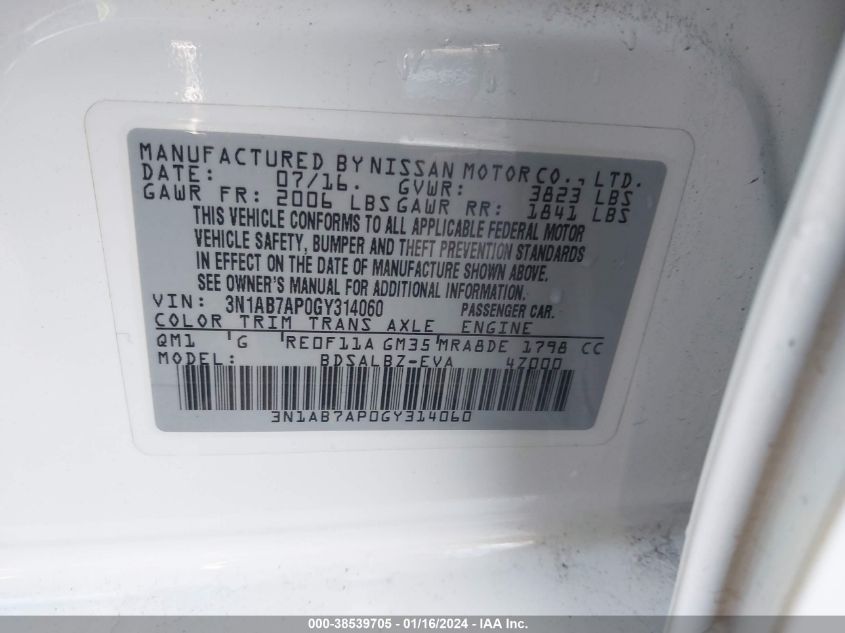 MANUFACTURED BY NISSAN MOTOR CO., LTD.
DATE: 07/16. GVWR: 3823 LBS
GAWR FR: 2006 LBS GAWR RR: 1841 LBS
THIS VEHICLE CONFORMS TO ALL APPLICABLE FEDERAL MOTOR
VEHICLE SAFETY, BUMPER AND THEFT PREVENTION STANDARDS
IN EFFECT ON THE DATE OF MANUFACTURE SHOWN ABOVE.
SEE OWNER'S MANUAL FOR ADDITIONAL INFORMATION.
VIN: 3N1AB7AP0GY314060 PASSENGER CAR.
COLOR TRIM TRANS AXLE ENGINE
QM1 G RE0F11A GM35 MRA8DE 1798 CC
MODEL: BDSALBZ-EVA 4Z000
3N1AB7AP0GY314060
000-38539705 - 01/16/2024 - IAA Inc.